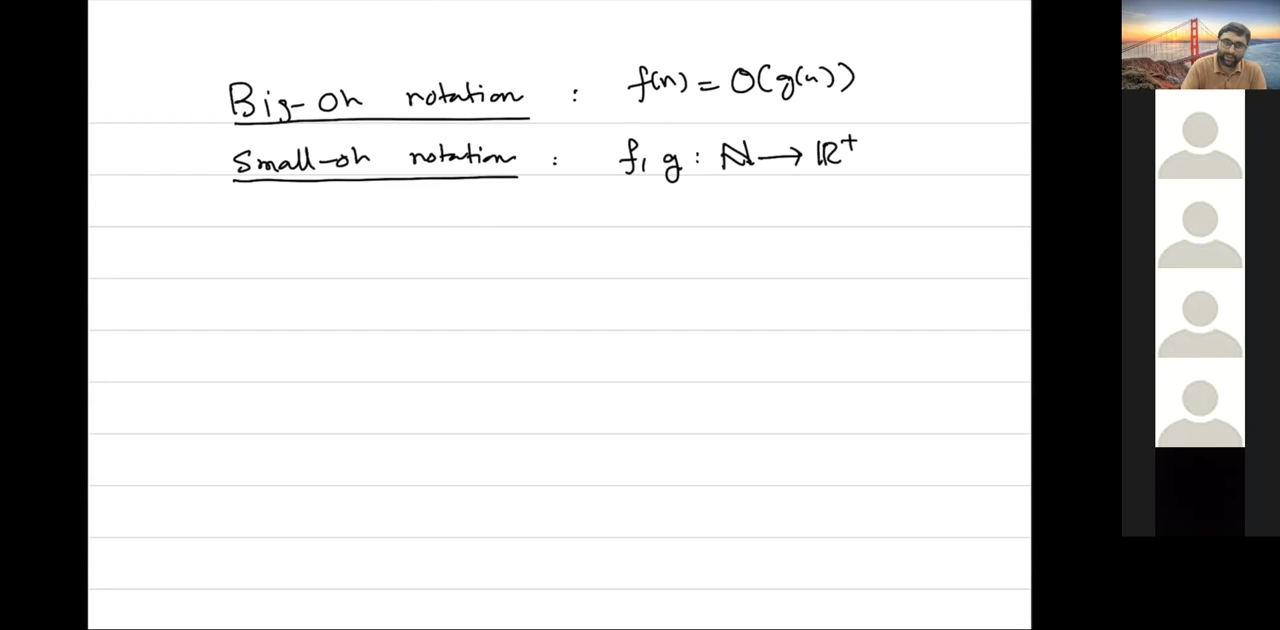 Big-Oh notation : f(n) = O(g(n))
Small-oh notation : f, g : ℕ → ℝ⁺